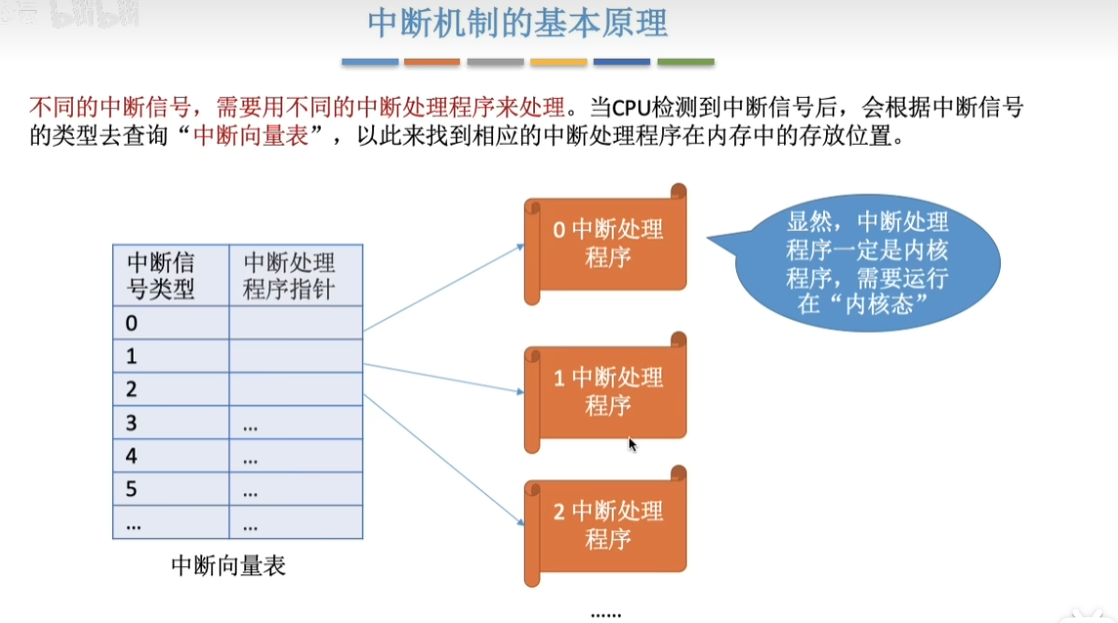 中断机制的基本原理
不同的中断信号，需要用不同的中断处理程序来处理。当CPU检测到中断信号后，会根据中断信号
的类型去查询“中断向量表”，以此来找到相应的中断处理程序在内存中的存放位置。
中断信
号类型
中断处理
程序指针
0
1
2
3 ...
4 ...
5 ...
... ...
中断向量表
0 中断处理
程序
1 中断处理
程序
2 中断处理
程序
......
显然，中断处理
程序一定是内核
程序，需要运行
在“内核态”